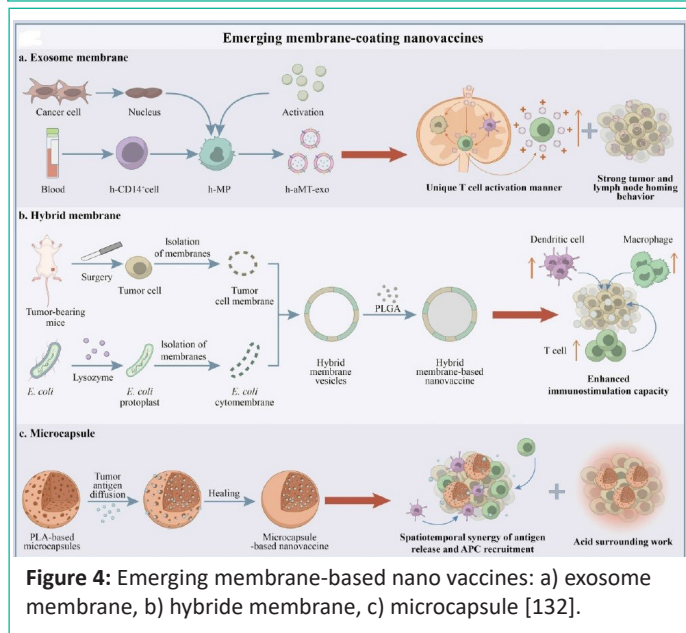 Emerging membrane-coating nanovaccines
a. Exosome membrane
Cancer cell
Nucleus
Activation
Blood
h-CD14+cell
h-MP
h-aMT-exo
Unique T cell activation manner
Strong tumor and
lymph node homing
behavior
b. Hybrid membrane
Surgery
Tumor-bearing
mice
Tumor cell
Isolation
of membranes
Tumor
cell membrane
E. coli
Lysozyme
E. coli
protoplast
Isolation of
membranes
E. coli
cytomembrane
Hybrid
membrane
vesicles
PLGA
Hybrid
membrane-based
nanovaccine
Dendritic cell
Macrophage
T cell
Enhanced
immunostimulation capacity
c. Microcapsule
PLA-based
microcapsules
Tumor
antigen
diffusion
Healing
Microcapsule
-based nanovaccine
Spatiotemporal synergy of antigen
release and APC recruitment
Acid surrounding work
Figure 4: Emerging membrane-based nano vaccines: a) exosome
membrane, b) hybride membrane, c) microcapsule [132].